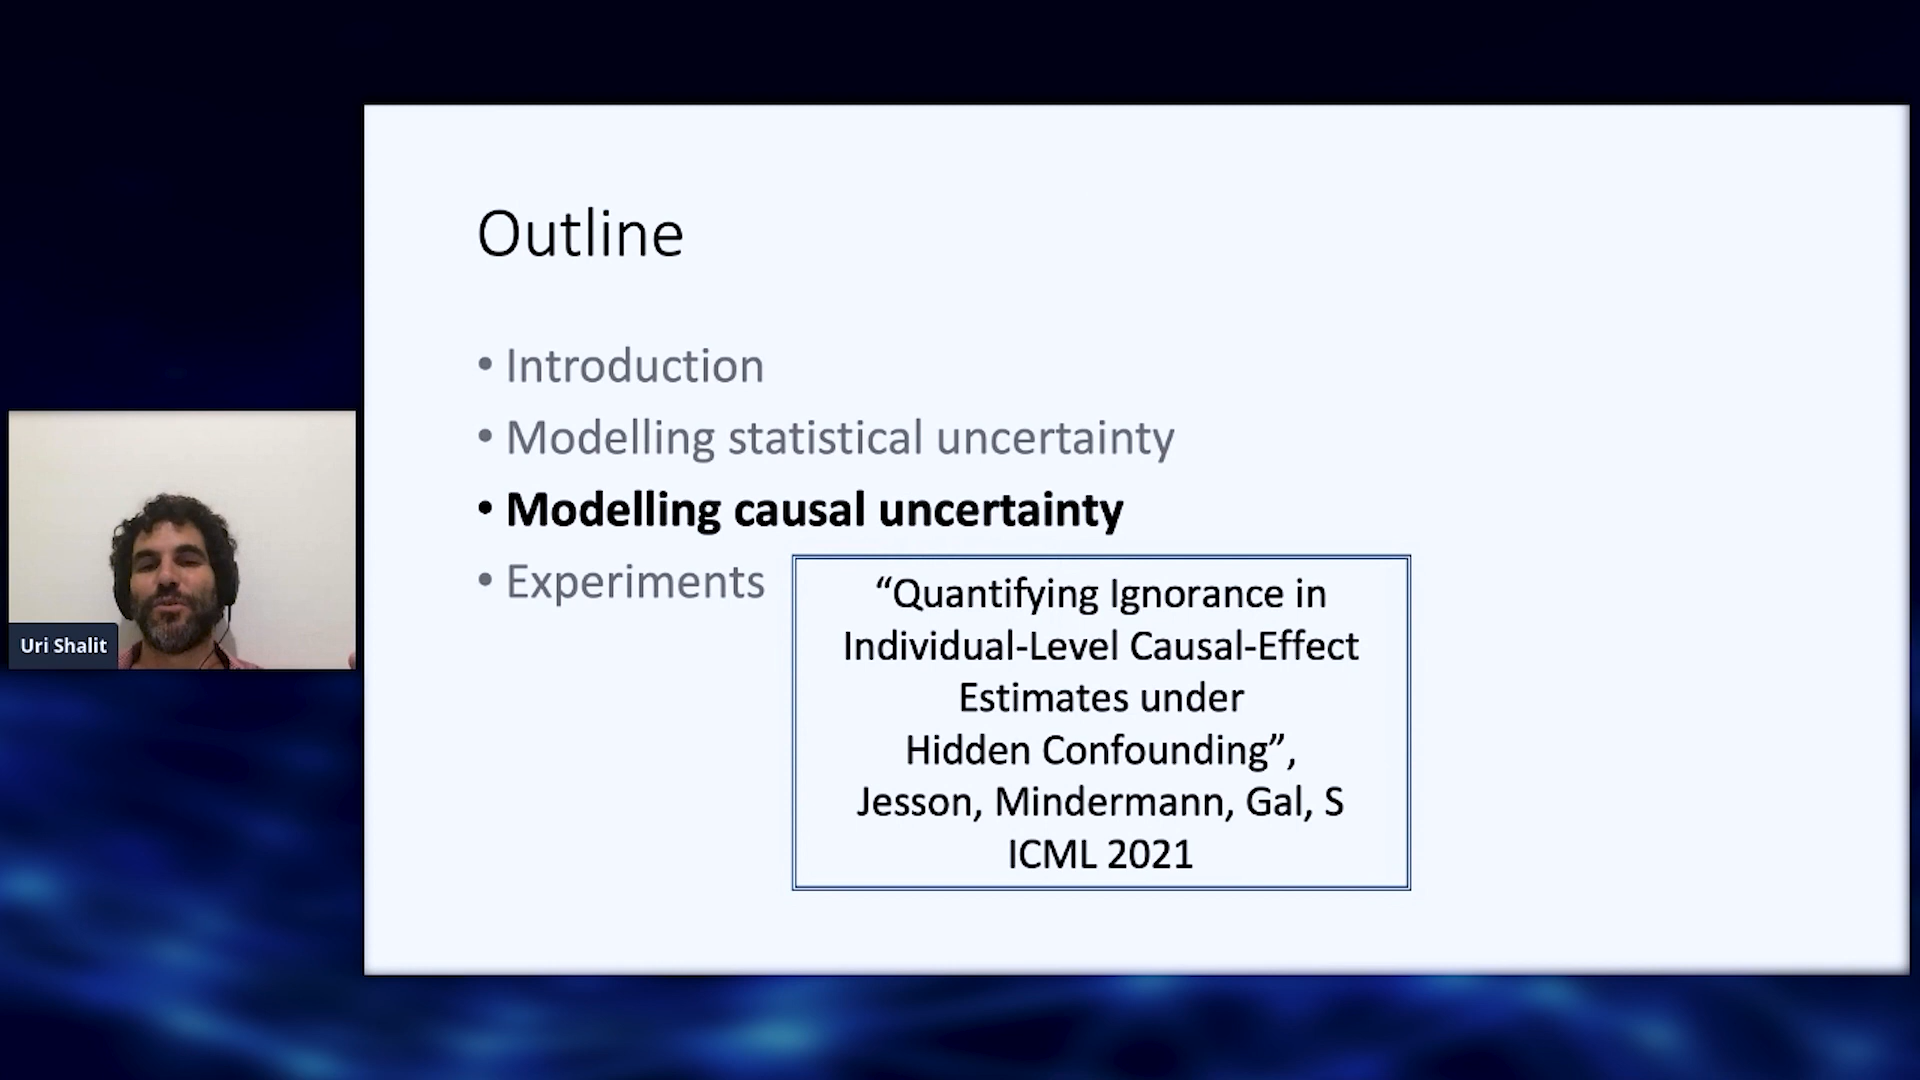 Outline
• Introduction
• Modelling statistical uncertainty
• Modelling causal uncertainty
• Experiments
“Quantifying Ignorance in
Individual-Level Causal-Effect
Estimates under
Hidden Confounding”,
Jesson, Mindermann, Gal, S
ICML 2021
Uri Shalit